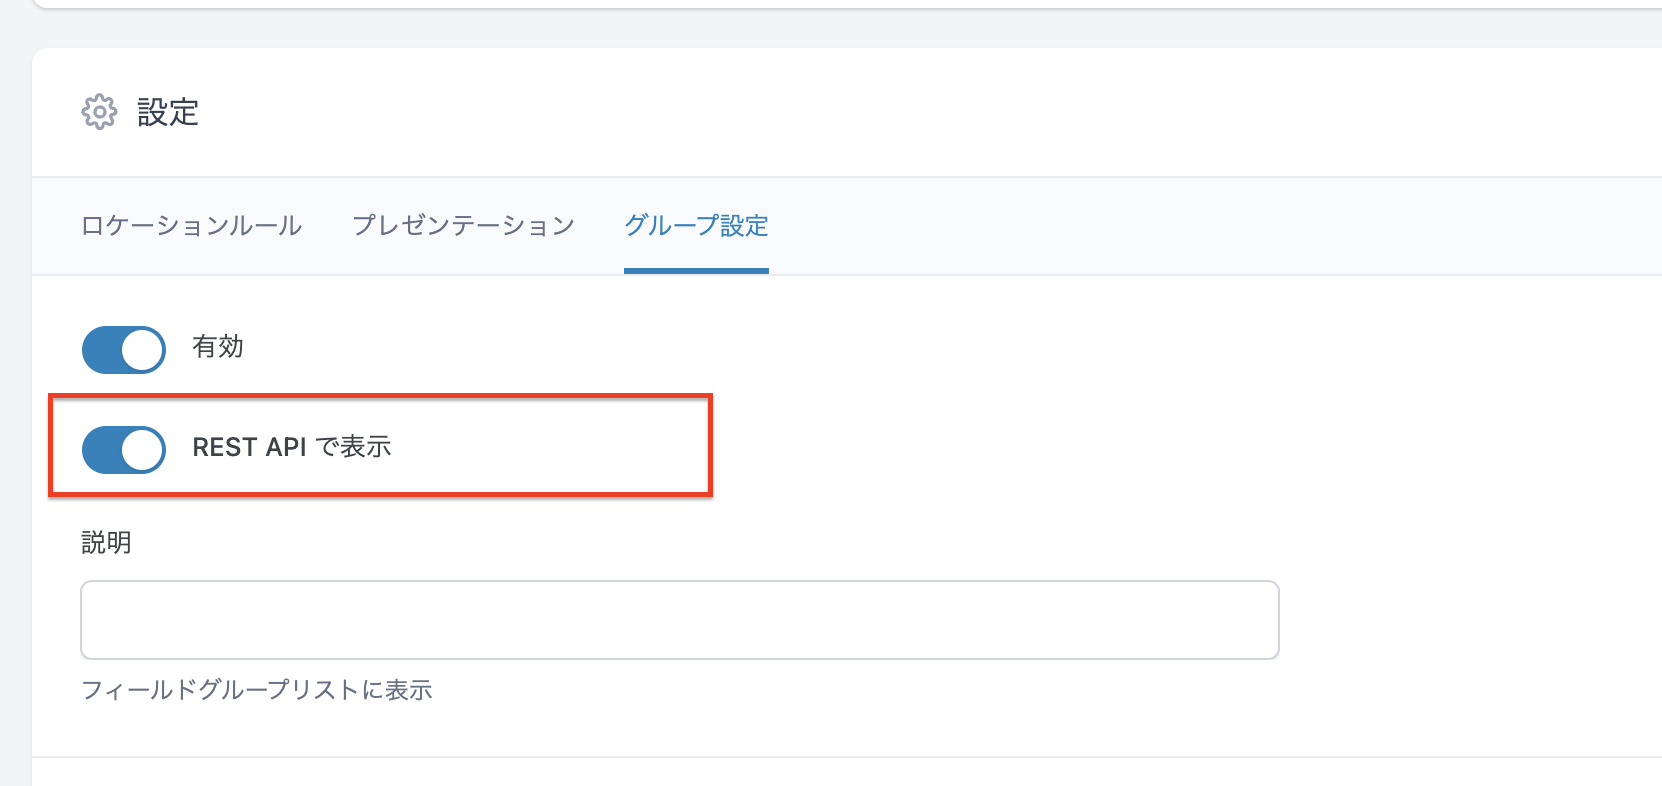 設定
ロケーションルール プレゼンテーション グループ設定
有効
REST API で表示
説明
フィールドグループリストに表示